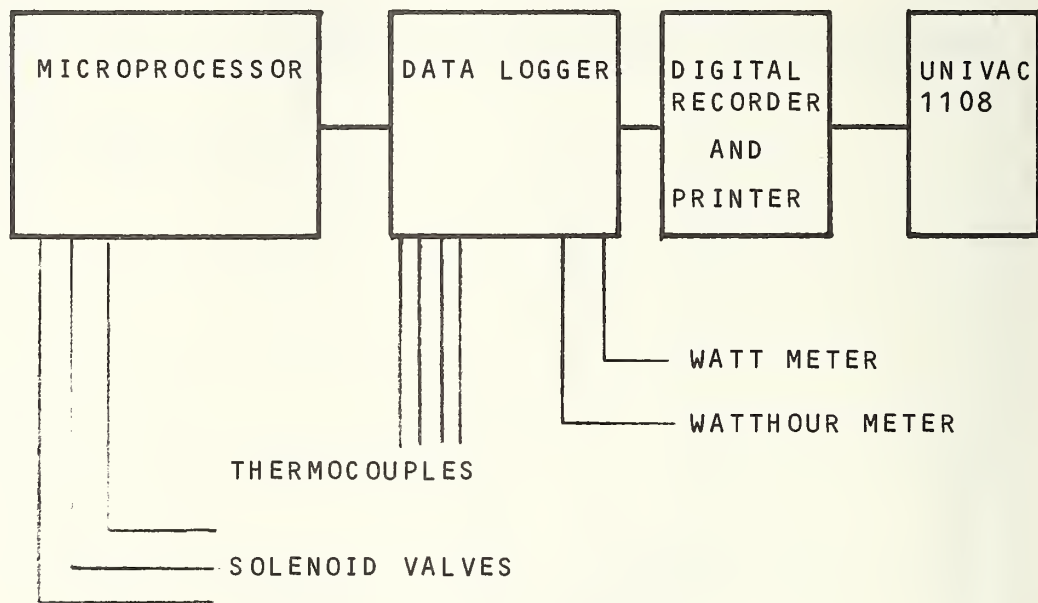 MICROPROCESSOR
DATA LOGGER
DIGITAL
RECORDER
AND
PRINTER
UNIVAC
1108
WATT METER
WATTHOUR METER
THERMOCOUPLES
SOLENOID VALVES